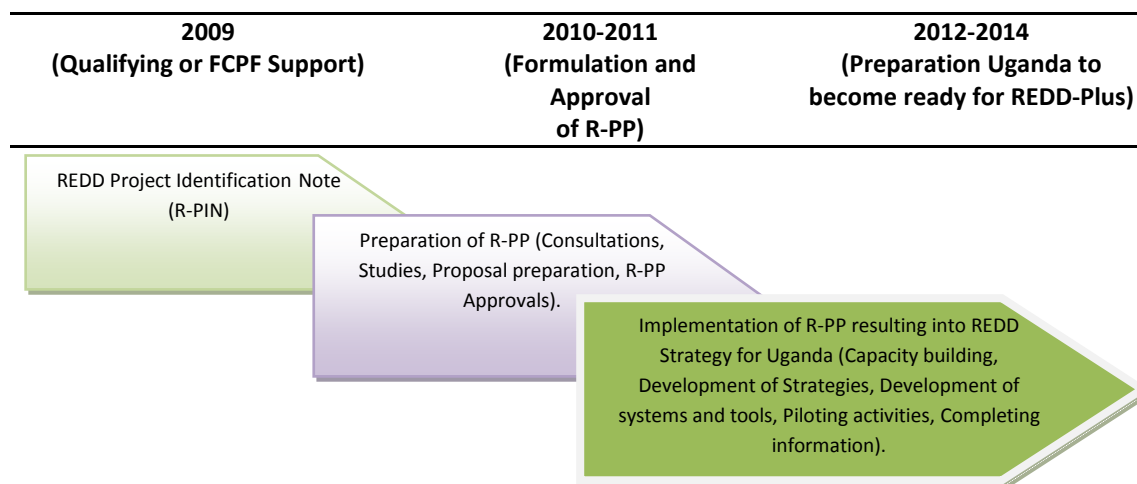 2009
(Qualifying or FCPF Support)
2010-2011
(Formulation and
Approval
of R-PP)
2012-2014
(Preparation Uganda to
become ready for REDD-Plus)
REDD Project Identification Note
(R-PIN)
Preparation of R-PP (Consultations,
Studies, Proposal preparation, R-PP
Approvals).
Implementation of R-PP resulting into REDD
Strategy for Uganda (Capacity building,
Development of Strategies, Development of
systems and tools, Piloting activities, Completing
information).